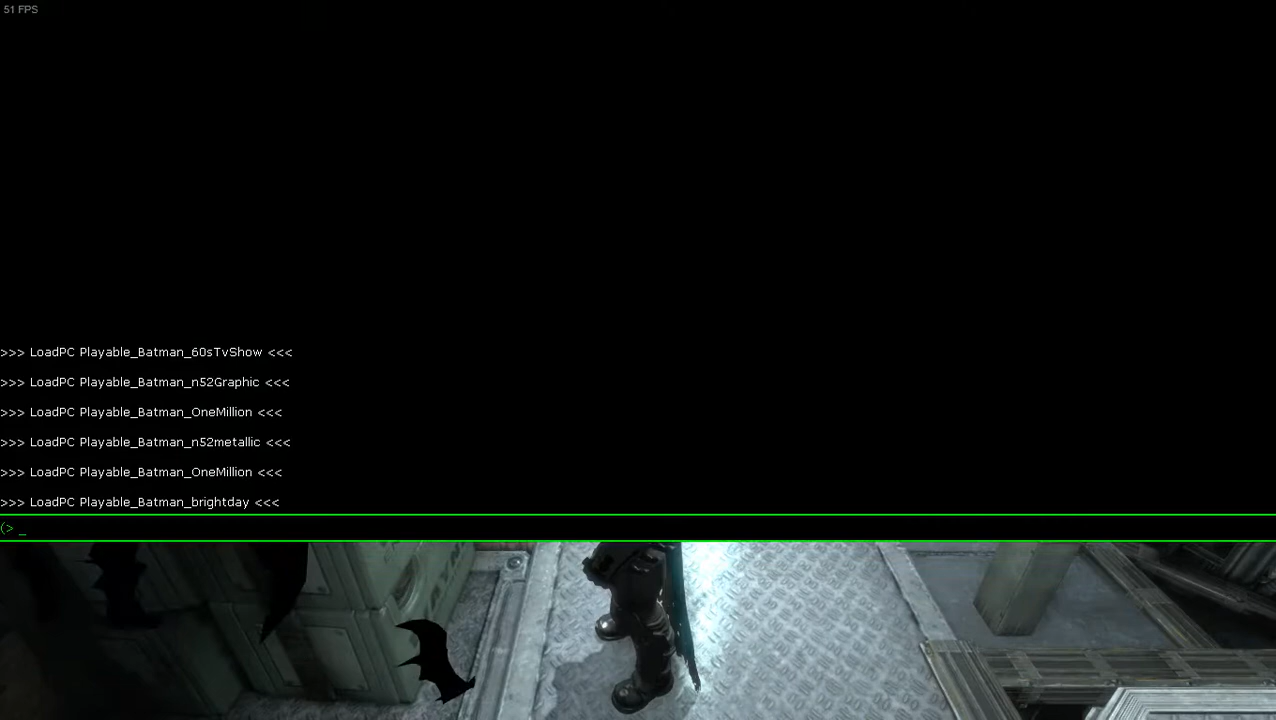 51 FPS
>>> LoadPC Playable_Batman_60sTvShow <<<
>>> LoadPC Playable_Batman_n52Graphic <<<
>>> LoadPC Playable_Batman_OneMillion <<<
>>> LoadPC Playable_Batman_n52metallic <<<
>>> LoadPC Playable_Batman_OneMillion <<<
>>> LoadPC Playable_Batman_brightday <<<
(> _